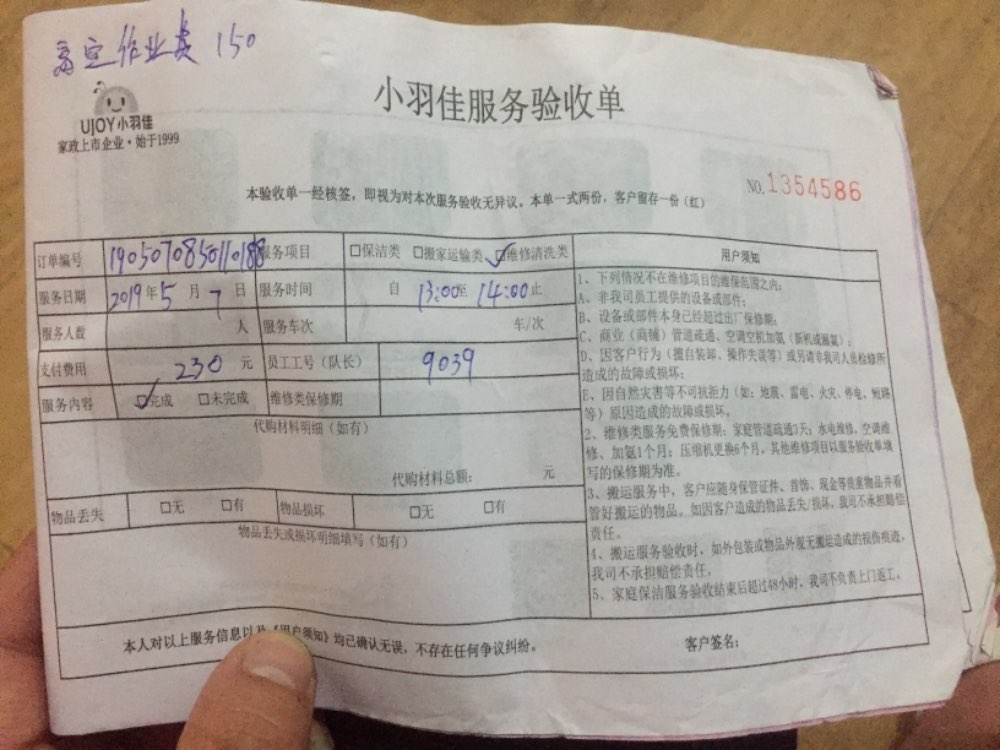 高空作业类 150
UJOY小羽佳
家政上市企业·始于1999
小羽佳服务验收单
NO.1354586
本验收单一经核签，即视为对本次服务验收无异议。本单一式两份，客户留存一份（红）
订单编号 1905070850110188 服务项目 □保洁类 □搬家运输类 ☑维修清洗类
服务日期 2019年5月7日 服务时间 自13:00至14:00止
服务人数 人 服务车次 车/次
支付费用 230 元 员工工号（队长） 9039
服务内容 ☑完成 □未完成 维修类保修期
代购材料明细（如有）
代购材料总额： 元
物品丢失 □无 □有 物品损坏 □无 □有
物品丢失或损坏明细填写（如有）
用户须知
1、下列情况不在维修项目的维保范围之内：
A、非我司员工提供的设备或部件；
B、设备或部件本身已经超过出厂保修期；
C、商业（商铺）管道疏通、空调空机加氨（新机或漏氟）；
D、因客户行为（擅自装卸、操作失误等）或另请非我司人员检修所
造成的故障或损坏；
E、因自然灾害等不可抗拒力（如：地震、雷电、火灾、停电、短路
等）原因造成的故障或损坏。
2、维修类服务免费保修期：家庭管道疏通3天；水电维修、空调维
修、加氨1个月；压缩机更换6个月，其他维修项目以服务验收单填
写的保修期为准。
3、搬运服务中，客户应随身保管证件、首饰、现金等贵重物品并看
管好搬运的物品。如因客户造成的物品丢失/损坏，我司不承担赔偿
责任。
4、搬运服务验收时，如外包装或物品外观无搬运造成的损伤痕迹，
我司不承担赔偿责任。
5、家庭保洁服务验收结束后超过48小时，我司不负责上门返工。
本人对以上服务信息以及《用户须知》均已确认无误，不存在任何争议纠纷。 客户签名：